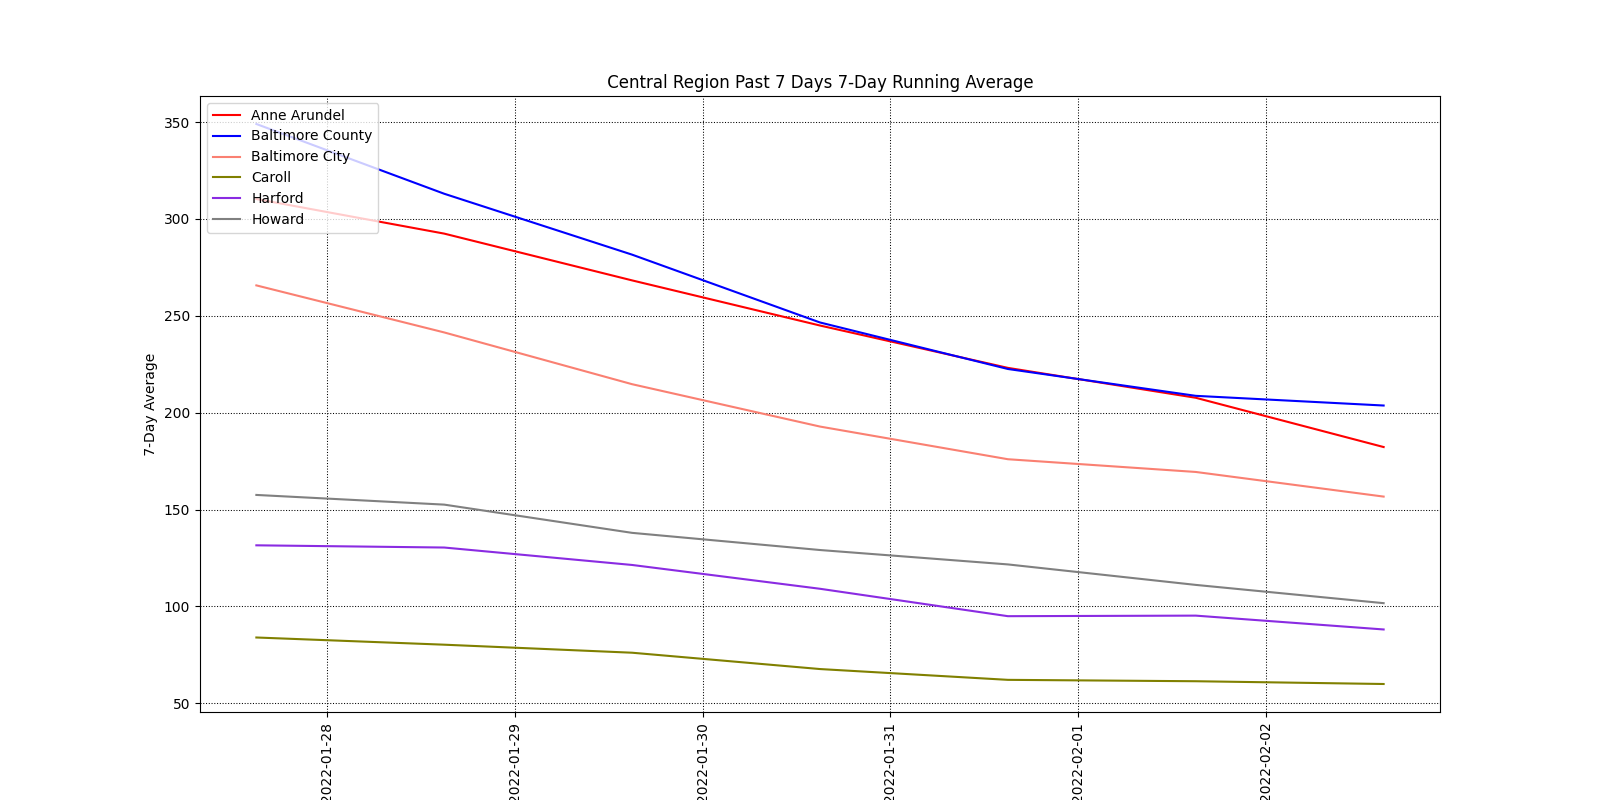 Central Region Past 7 Days 7-Day Running Average
Anne Arundel
Baltimore County
Baltimore City
Caroll
Harford
Howard
350
300
250
200
150
100
50
7-Day Average
2022-01-28
2022-01-29
2022-01-30
2022-01-31
2022-02-01
2022-02-02